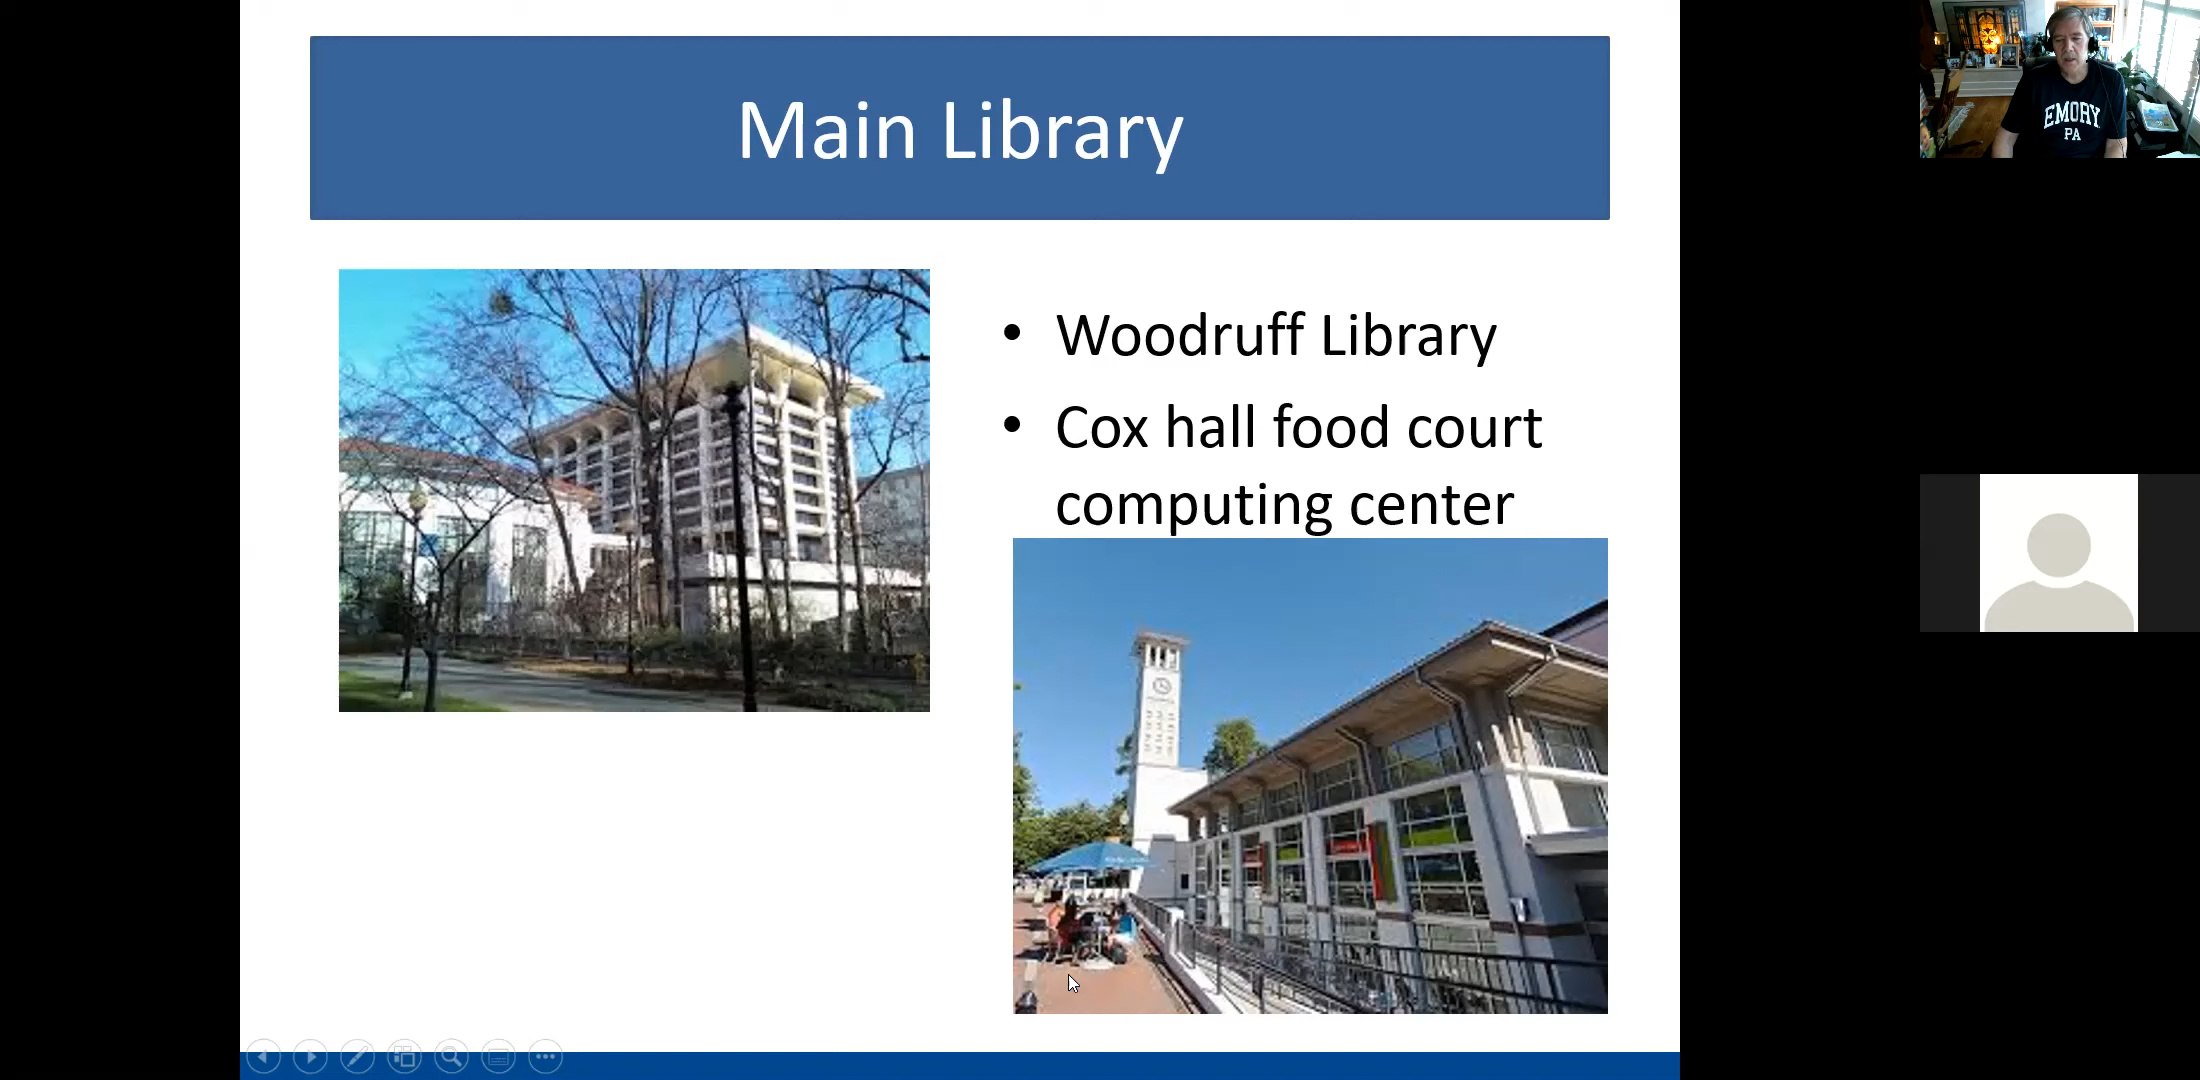 Main Library
• Woodruff Library
• Cox hall food court
computing center
EMORY
PA